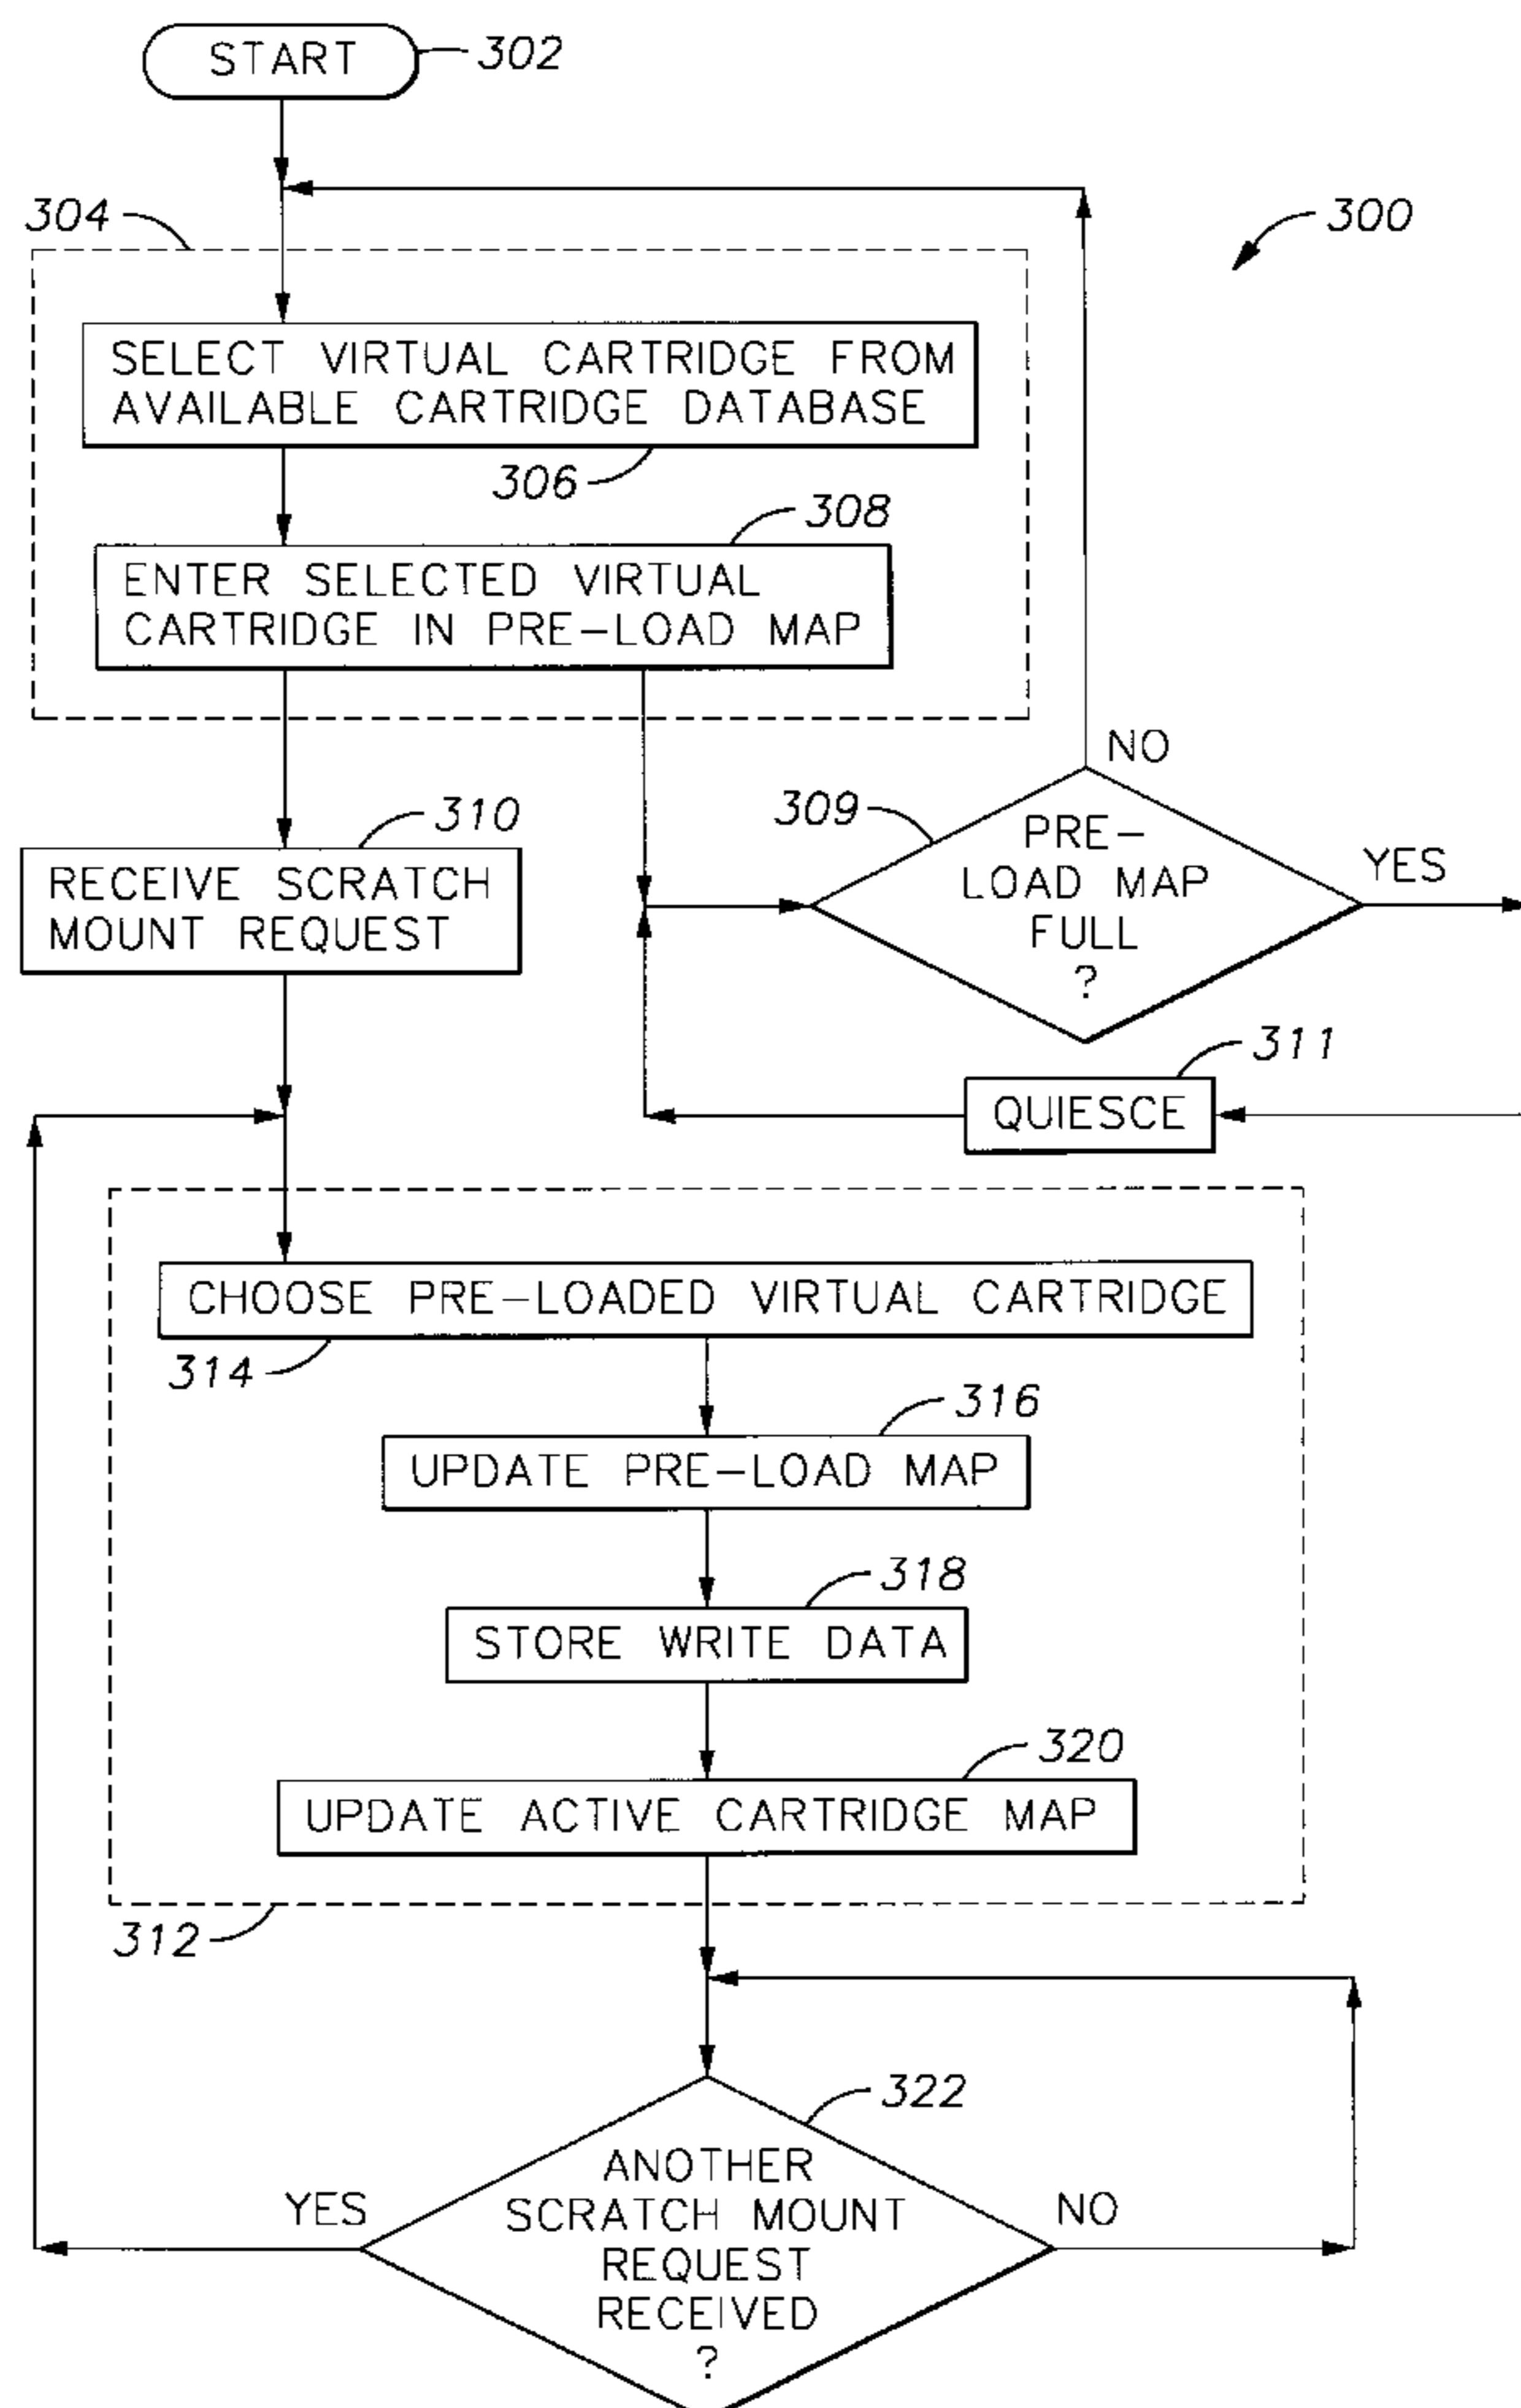 START
302
304
300
SELECT VIRTUAL CARTRIDGE FROM
AVAILABLE CARTRIDGE DATABASE
306
308
ENTER SELECTED VIRTUAL
CARTRIDGE IN PRE-LOAD MAP
NO
309
PRE-
LOAD MAP
FULL
?
YES
310
RECEIVE SCRATCH
MOUNT REQUEST
311
QUIESCE
CHOOSE PRE-LOADED VIRTUAL CARTRIDGE
314
316
UPDATE PRE-LOAD MAP
318
STORE WRITE DATA
320
UPDATE ACTIVE CARTRIDGE MAP
312
322
ANOTHER
SCRATCH MOUNT
REQUEST
RECEIVED
?
YES
NO